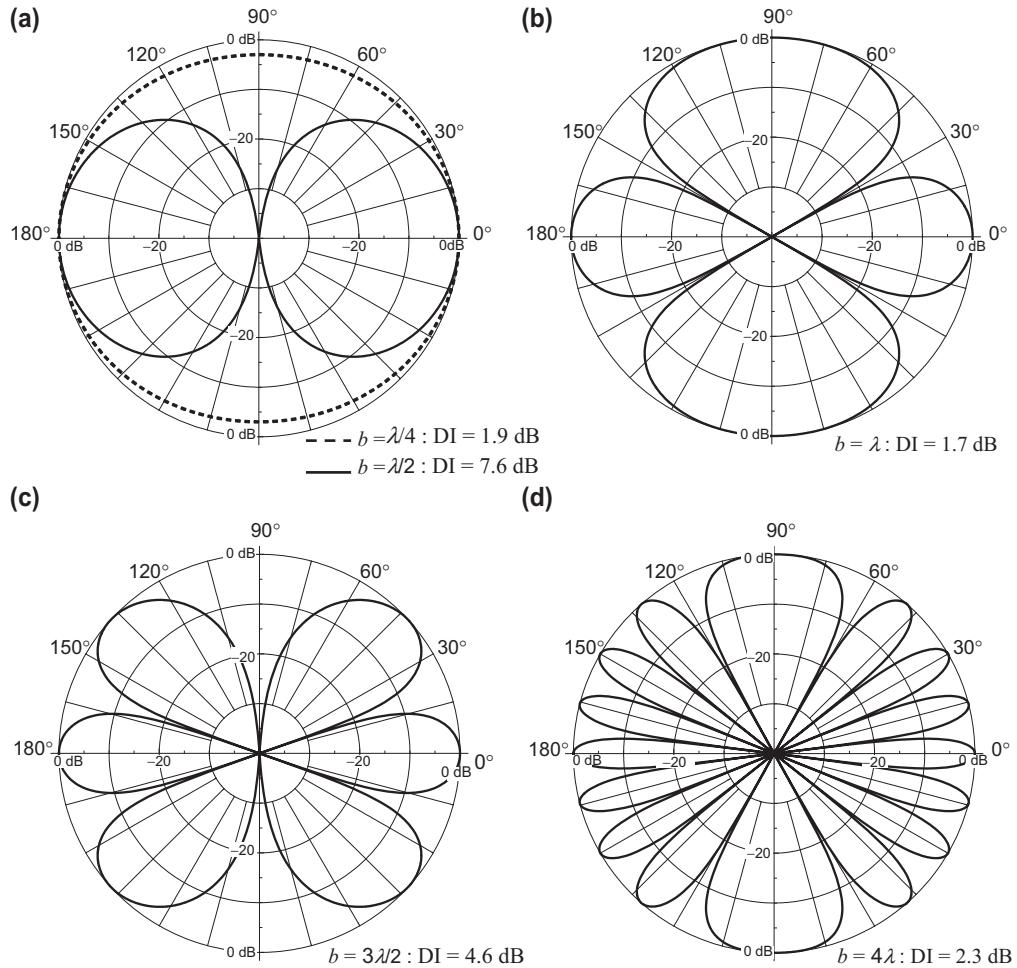 (a)
90°
0 dB
120°
60°
150°
30°
–20
180°
0 dB
–20
–20
0dB
0°
–20
0 dB
b = λ/4 : DI = 1.9 dB
b = λ/2 : DI = 7.6 dB
(b)
90°
0 dB
120°
60°
150°
30°
–20
180°
0 dB
–20
–20
0 dB
0°
–20
0 dB
b = λ : DI = 1.7 dB
(c)
90°
0 dB
120°
60°
150°
30°
–20
180°
0 dB
–20
–20
0 dB
0°
–20
0 dB
b = 3λ/2 : DI = 4.6 dB
(d)
90°
0 dB
120°
60°
150°
30°
–20
180°
0 dB
–20
–20
0 dB
0°
–20
0 dB
b = 4λ : DI = 2.3 dB